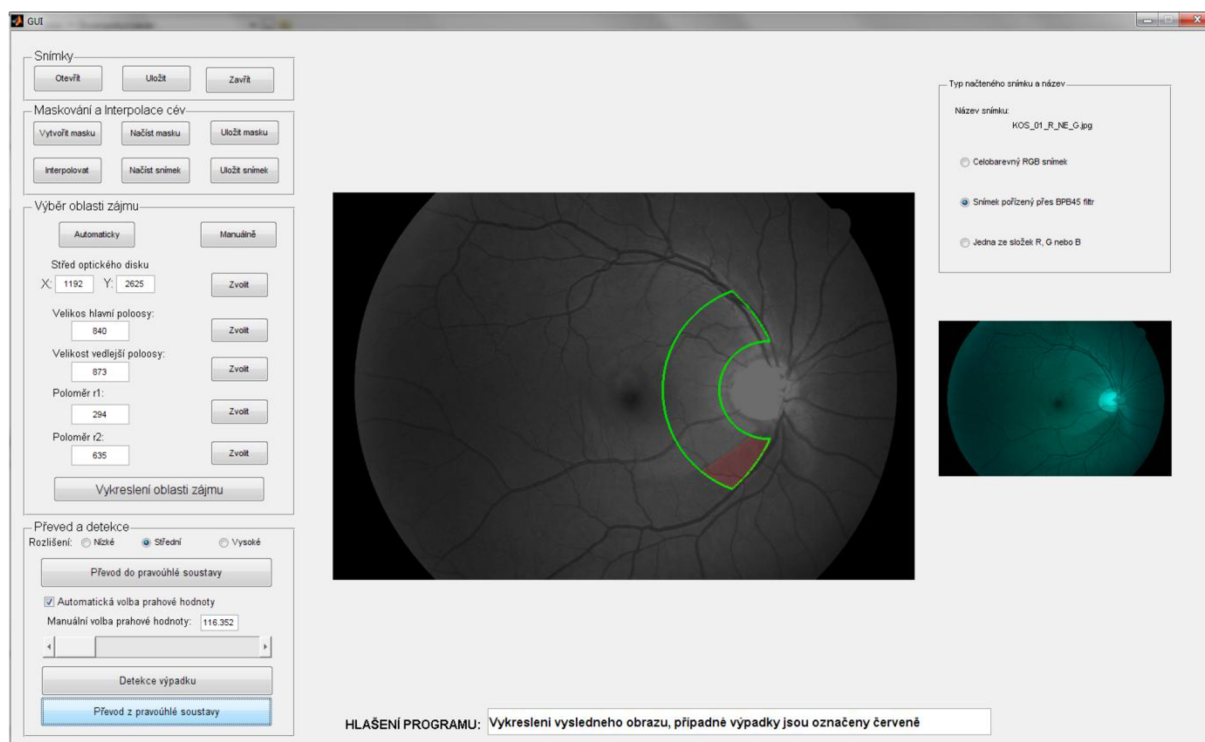 GUI
Snímky
Otevřít Uložit Zavřít
Maskování a Interpolace cév
Vytvořit masku Načíst masku Uložit masku
Interpolovat Načíst snímek Uložit snímek
Výběr oblasti zájmu
Automaticky Manuálně
Střed optického disku
X: 1192 Y: 2625 Zvolit
Velikos hlavní poloosy:
840 Zvolit
Velikost vedlejší poloosy:
873 Zvolit
Poloměr r1:
294 Zvolit
Poloměr r2:
635 Zvolit
Vykreslení oblasti zájmu
Převed a detekce
Rozlišení: Nízké Střední Vysoké
Převod do pravoúhlé soustavy
Automatická volba prahové hodnoty
Manuální volba prahové hodnoty: 116.352
Detekce výpadku
Převod z pravoúhlé soustavy
Typ načteného snímku a název
Název snímku:
KOS_01_R_NE_G.jpg
Celobarevný RGB snímek
Snímek pořízený přes BPB45 filtr
Jedna ze složek R, G nebo B
HLAŠENÍ PROGRAMU: Vykresleni vysledneho obrazu, případné výpadky jsou označeny červeně